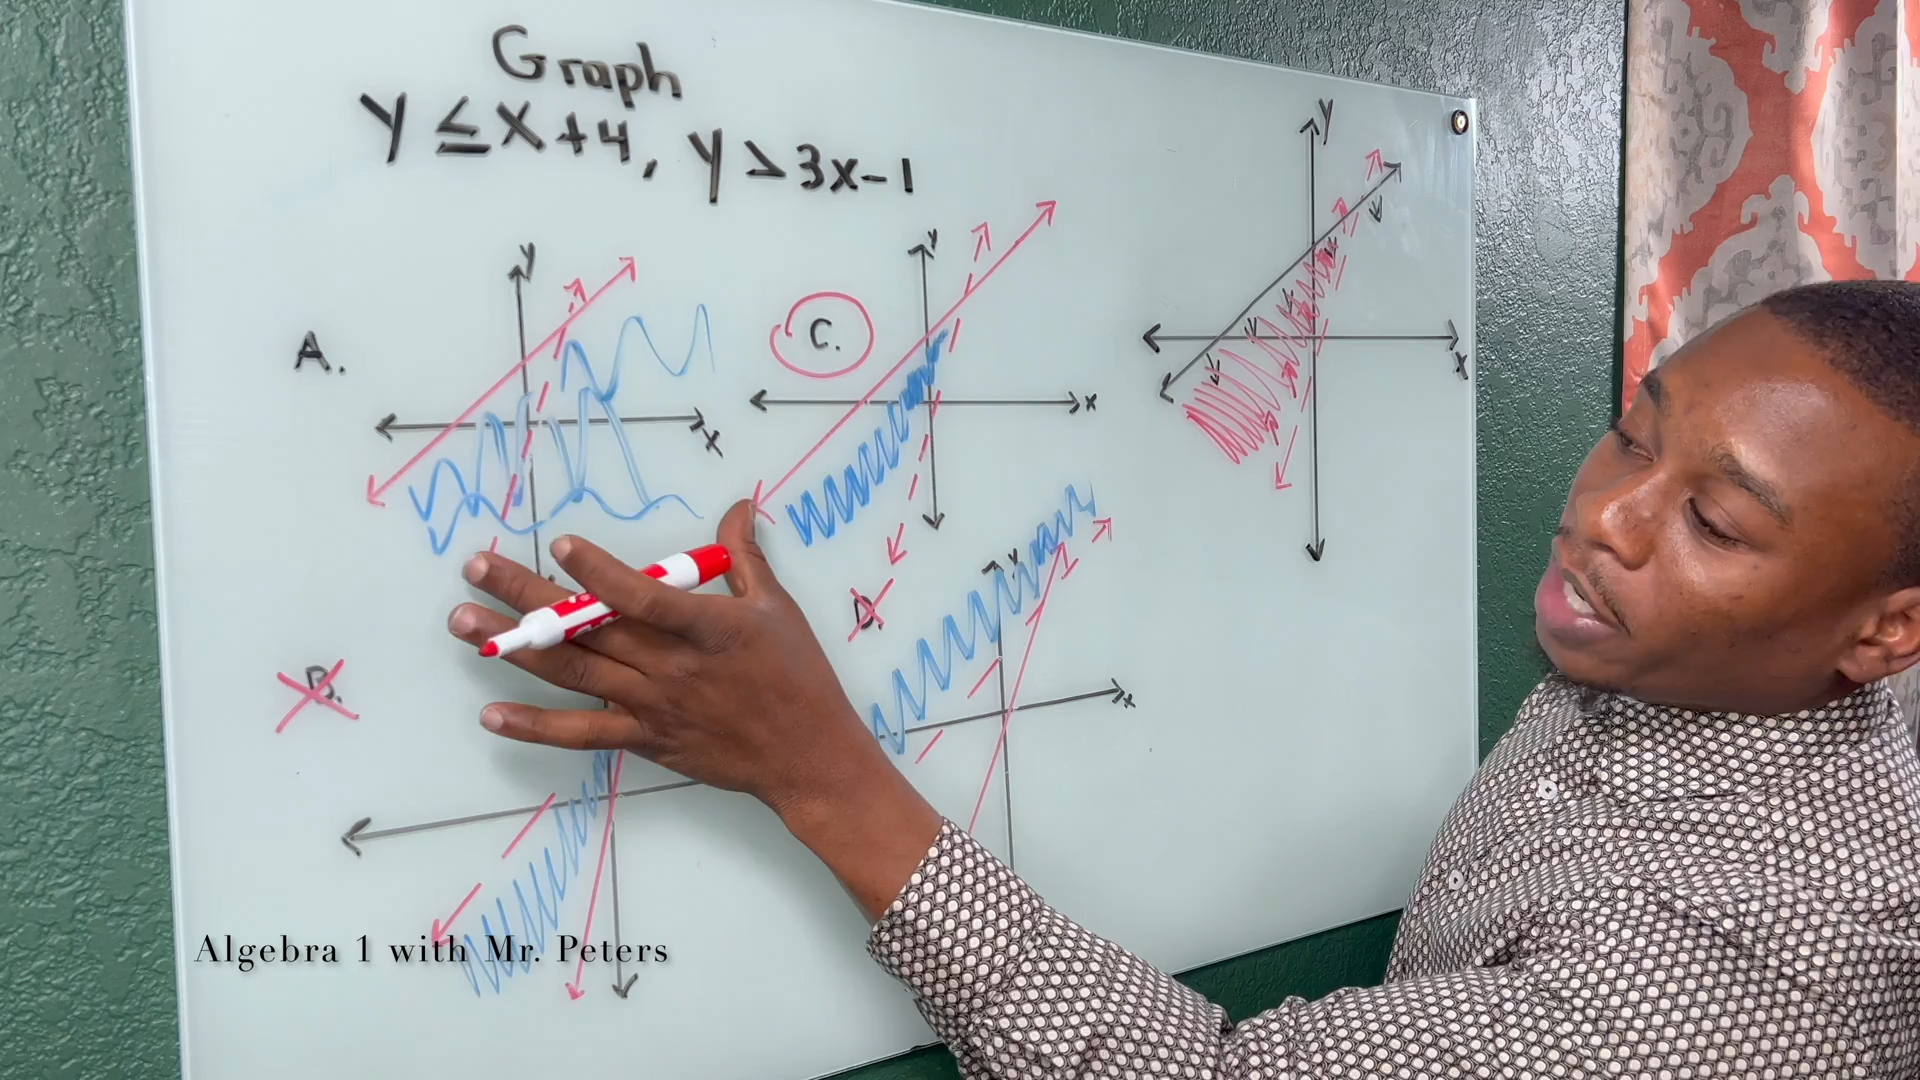 Graph
y ≤ x + 4, y > 3x - 1
y
y
y
A.
C.
x
x
x
D.
B.
x
Algebra 1 with Mr. Peters